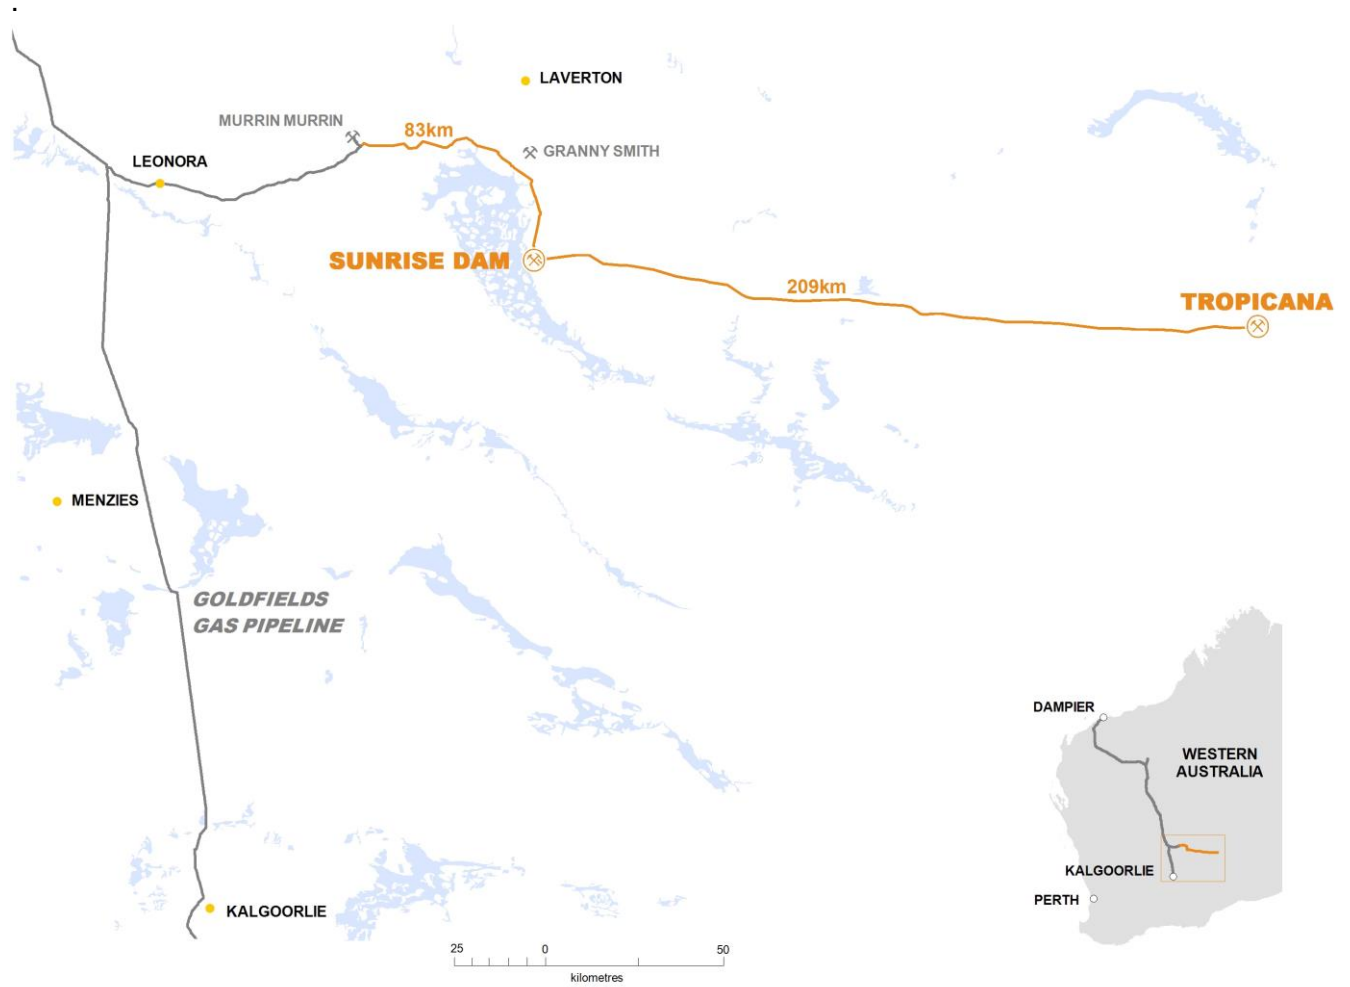 .
LAVERTON
MURRIN MURRIN
83km
GRANNY SMITH
LEONORA
SUNRISE DAM
209km
TROPICANA
MENZIES
GOLDFIELDS
GAS PIPELINE
DAMPIER
WESTERN
AUSTRALIA
KALGOORLIE
PERTH
KALGOORLIE
25 0 50
kilometres